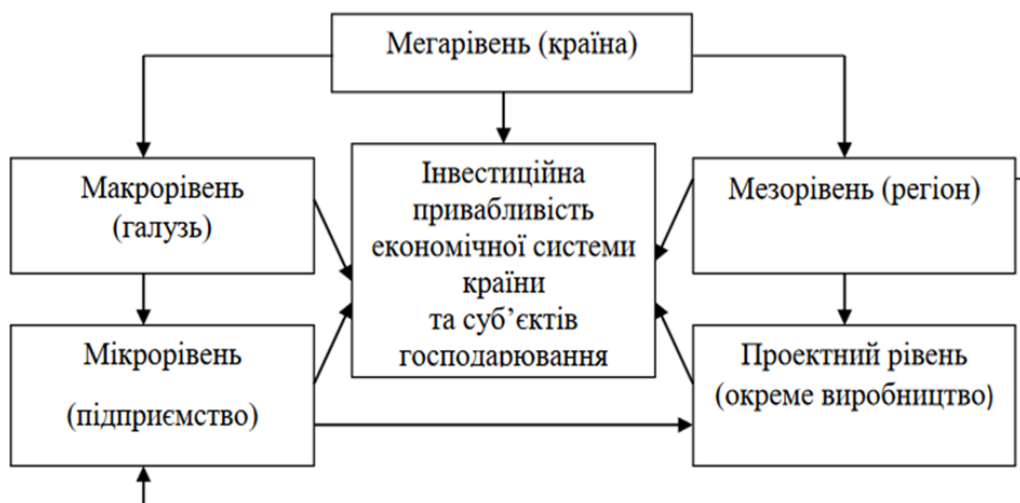 Мегарівень (країна)
Макрорівень
(галузь)
Інвестиційна
привабливість
економічної системи
країни
та суб’єктів
господарювання
Мезорівень (регіон)
Мікрорівень
(підприємство)
Проектний рівень
(окреме виробництво)